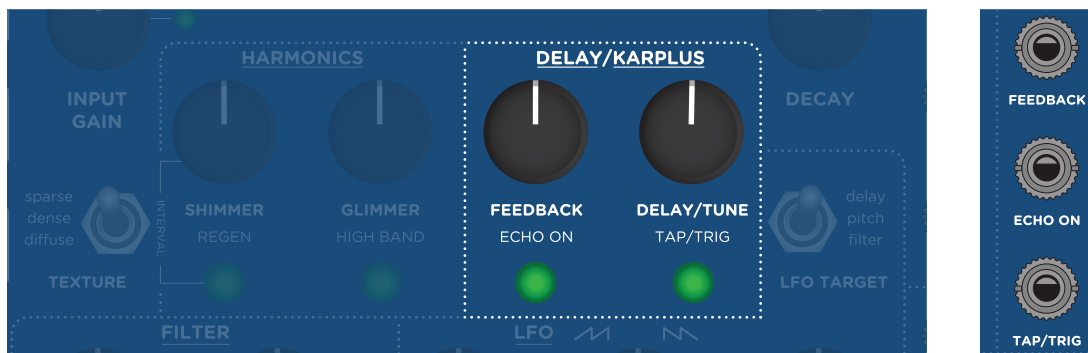 HARMONICS
DELAY/KARPLUS
INPUT
GAIN
DECAY
FEEDBACK
sparse
dense
diffuse
INTERVAL
SHIMMER
GLIMMER
FEEDBACK
DELAY/TUNE
delay
pitch
filter
ECHO ON
REGEN
HIGH BAND
ECHO ON
TAP/TRIG
TEXTURE
LFO TARGET
FILTER
LFO
TAP/TRIG